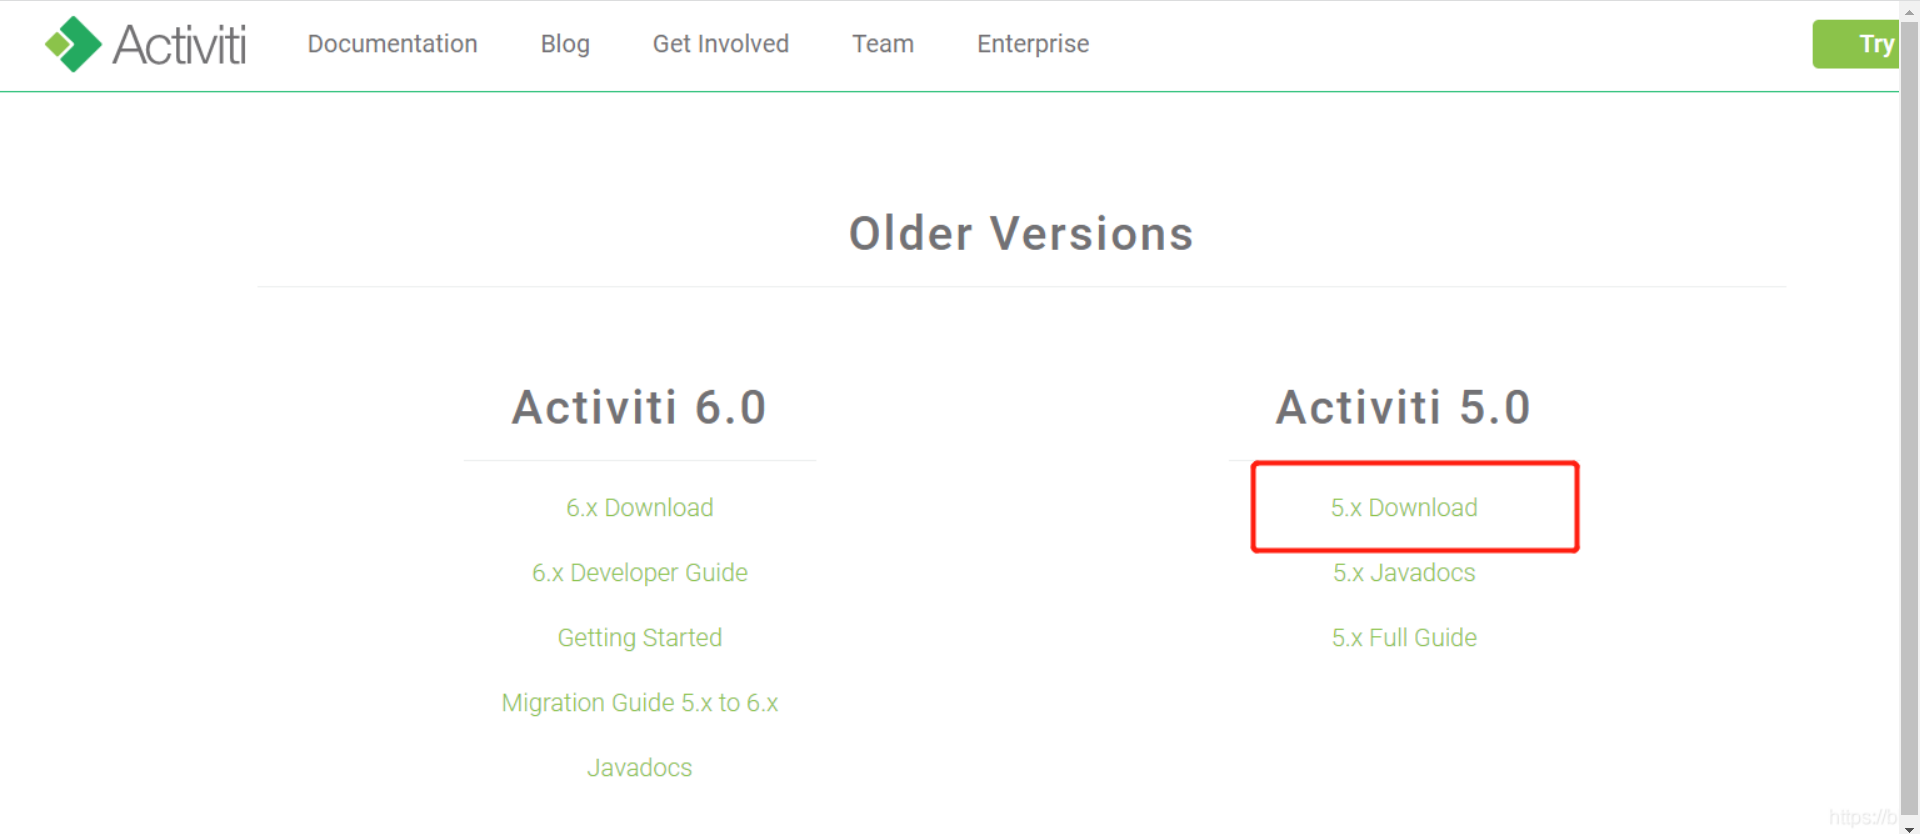 Activiti Documentation Blog Get Involved Team Enterprise Try
Older Versions
Activiti 6.0
6.x Download
6.x Developer Guide
Getting Started
Migration Guide 5.x to 6.x
Javadocs
Activiti 5.0
5.x Download
5.x Javadocs
5.x Full Guide
https://b